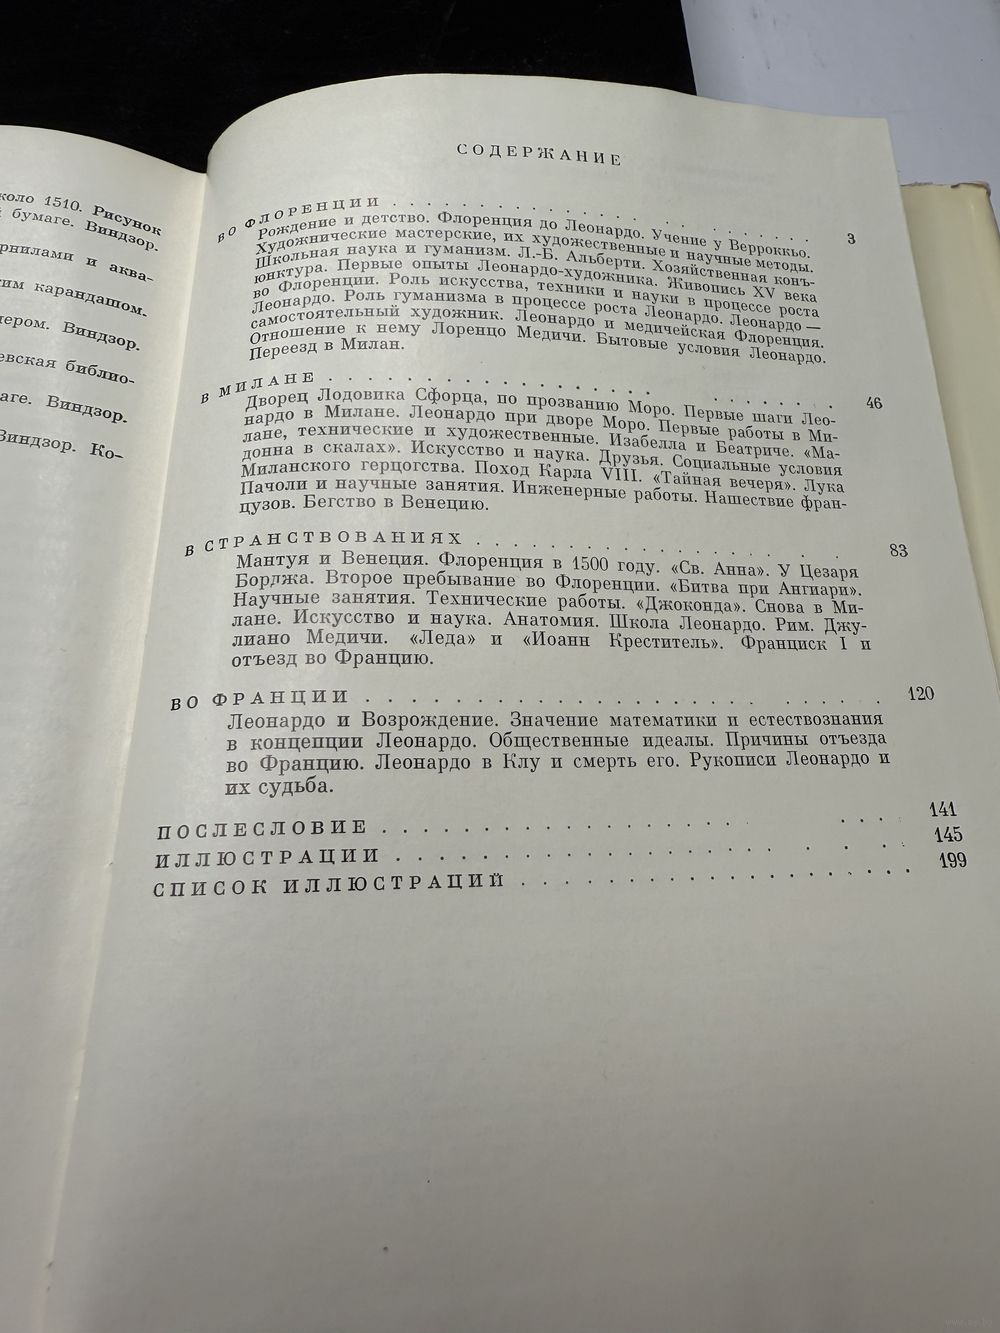 коло 1510. Рисунок
бумаге. Виндзор.
рнилами и аква-
им карандашом.
ером. Виндзор.
евская библио-
аге. Виндзор.
Виндзор. Ко-
СОДЕРЖАНИЕ
ВО ФЛОРЕНЦИИ . . . . . . . . . . . . . . . . . . . . 3
Рождение и детство. Флоренция до Леонардо. Учение у Верроккьо.
Художнические мастерские, их художественные и научные методы.
Школьная наука и гуманизм. Л.-Б. Альберти. Хозяйственная конъ-
юнктура. Первые опыты Леонардо-художника. Живопись XV века
во Флоренции. Роль искусства, техники и науки в процессе роста
Леонардо. Роль гуманизма в процессе роста Леонардо. Леонардо —
самостоятельный художник. Леонардо и медичейская Флоренция.
Отношение к нему Лоренцо Медичи. Бытовые условия Леонардо.
Переезд в Милан.
В МИЛАНЕ . . . . . . . . . . . . . . . . . . . . 46
Дворец Лодовика Сфорца, по прозванию Моро. Первые шаги Лео-
нардо в Милане. Леонардо при дворе Моро. Первые работы в Ми-
лане, технические и художественные. Изабелла и Беатриче. «Ма-
донна в скалах». Искусство и наука. Друзья. Социальные условия
Миланского герцогства. Поход Карла VIII. «Тайная вечеря». Лука
Пачоли и научные занятия. Инженерные работы. Нашествие фран-
цузов. Бегство в Венецию.
В СТРАНСТВОВАНИЯХ . . . . . . . . . . . . . . . 83
Мантуя и Венеция. Флоренция в 1500 году. «Св. Анна». У Цезаря
Борджа. Второе пребывание во Флоренции. «Битва при Ангиари».
Научные занятия. Технические работы. «Джоконда». Снова в Ми-
лане. Искусство и наука. Анатомия. Школа Леонардо. Рим. Джу-
лиано Медичи. «Леда» и «Иоанн Креститель». Франциск I и
отъезд во Францию.
ВО ФРАНЦИИ . . . . . . . . . . . . . . . . . . . . 120
Леонардо и Возрождение. Значение математики и естествознания
в концепции Леонардо. Общественные идеалы. Причины отъезда
во Францию. Леонардо в Клу и смерть его. Рукописи Леонардо и
их судьба.
ПОСЛЕСЛОВИЕ . . . . . . . . . . . . . . . . . . . . 141
ИЛЛЮСТРАЦИИ . . . . . . . . . . . . . . . . . . . . 145
СПИСОК ИЛЛЮСТРАЦИЙ . . . . . . . . . . . . . . . 199